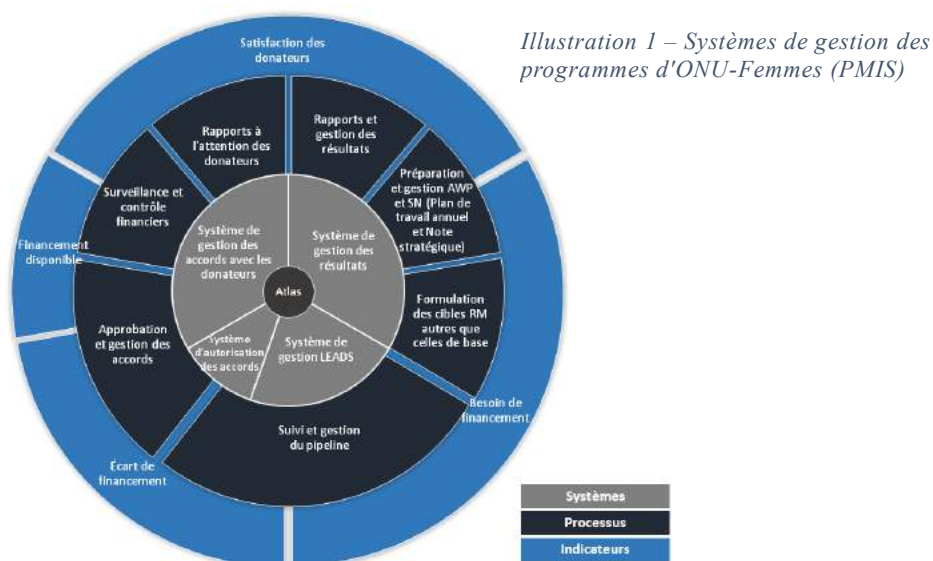 Illustration 1 – Systèmes de gestion des
programmes d'ONU-Femmes (PMIS)
Satisfaction des
donateurs
Rapports à
l'attention des
donateurs
Rapports et
gestion des
résultats
Préparation
et gestion AWP
et SN (Plan de
travail annuel
et Note
stratégique)
Surveillance et
contrôle
financiers
Financement
disponible
Système de
gestion des
accords avec les
donateurs
Système de
gestion des
résultats
Atlas
Formulation
des cibles RM
autres que
celles de base
Approbation
et gestion des
accords
Système
d'autorisation
des accords
Système de
gestion LEADS
Besoin de
financement
Suivi et gestion
du pipeline
Écart de
financement
Systèmes
Processus
Indicateurs